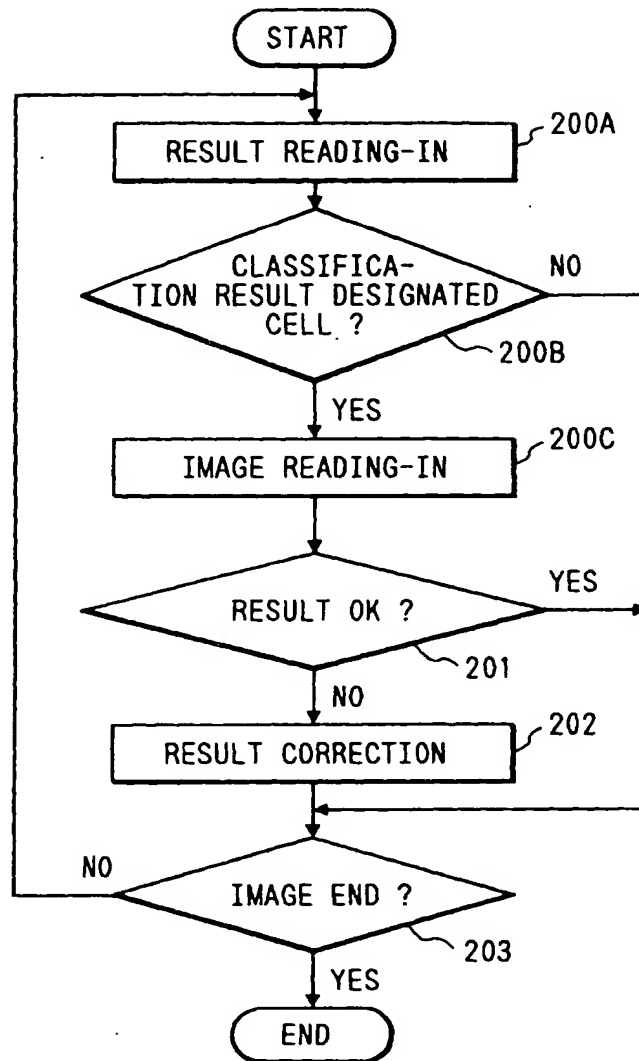 START
RESULT READING-IN
200A
CLASSIFICA-
TION RESULT DESIGNATED
CELL ?
NO
200B
YES
IMAGE READING-IN
200C
RESULT OK ?
YES
201
NO
RESULT CORRECTION
202
NO
IMAGE END ?
203
YES
END